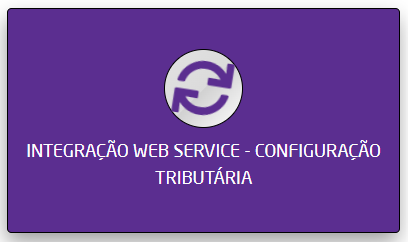 INTEGRAÇÃO WEB SERVICE - CONFIGURAÇÃO
TRIBUTÁRIA